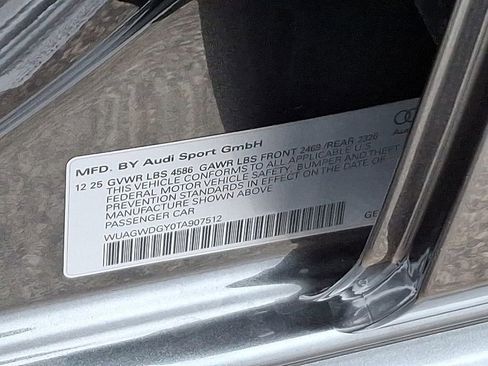 MFD. BY Audi Sport GmbH
12 25 GVWR LBS 4586 GAWR LBS FRONT 2469 /REAR 2326
THIS VEHICLE CONFORMS TO ALL APPLICABLE U.S.
FEDERAL MOTOR VEHICLE SAFETY, BUMPER AND THEFT
PREVENTION STANDARDS IN EFFECT ON THE DATE OF
MANUFACTURE SHOWN ABOVE.
PASSENGER CAR
WUAGWDGY0TA907512